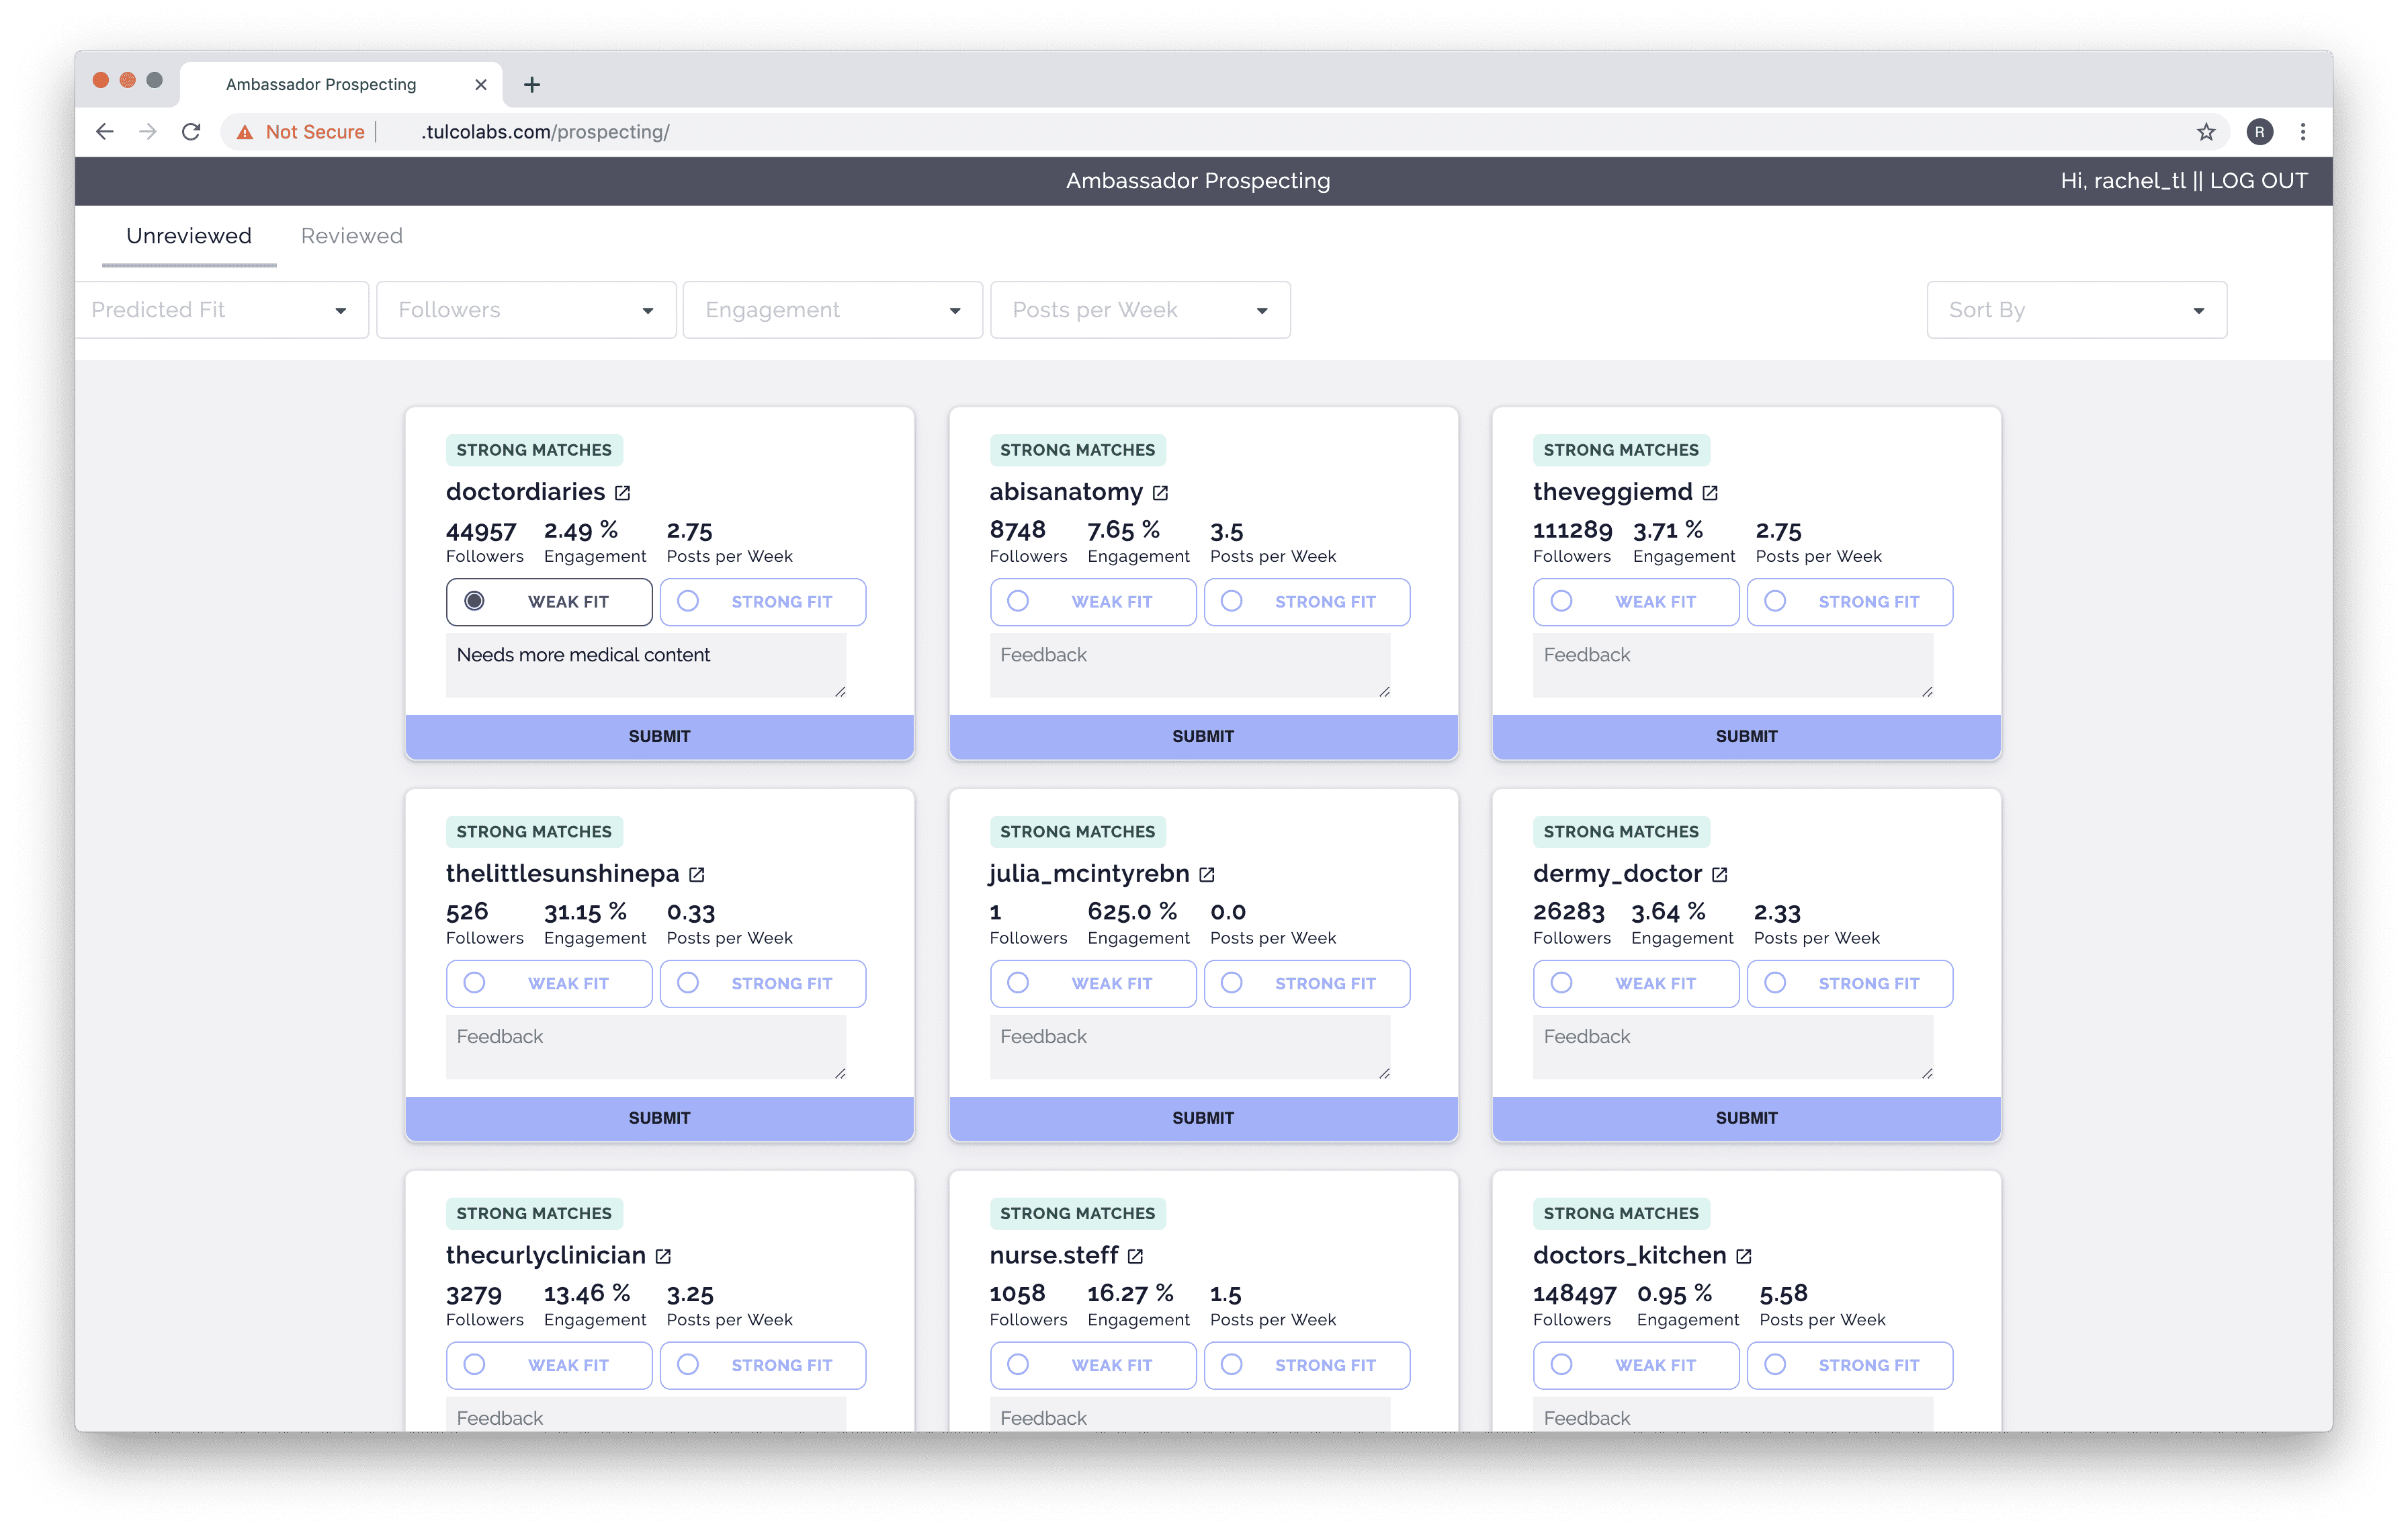 Ambassador Prospecting
Not Secure
.tulcolabs.com/prospecting/
R
Ambassador Prospecting
Hi, rachel_tl || LOG OUT
Unreviewed
Reviewed
Predicted Fit
Followers
Engagement
Posts per Week
Sort By
STRONG MATCHES
doctordiaries
44957 2.49 % 2.75
Followers Engagement Posts per Week
WEAK FIT STRONG FIT
Needs more medical content
SUBMIT
STRONG MATCHES
abisanatomy
8748 7.65 % 3.5
Followers Engagement Posts per Week
WEAK FIT STRONG FIT
Feedback
SUBMIT
STRONG MATCHES
theveggiemd
111289 3.71 % 2.75
Followers Engagement Posts per Week
WEAK FIT STRONG FIT
Feedback
SUBMIT
STRONG MATCHES
thelittlesunshinepa
526 31.15 % 0.33
Followers Engagement Posts per Week
WEAK FIT STRONG FIT
Feedback
SUBMIT
STRONG MATCHES
julia_mcintyrebn
1 625.0 % 0.0
Followers Engagement Posts per Week
WEAK FIT STRONG FIT
Feedback
SUBMIT
STRONG MATCHES
dermy_doctor
26283 3.64 % 2.33
Followers Engagement Posts per Week
WEAK FIT STRONG FIT
Feedback
SUBMIT
STRONG MATCHES
thecurlyclinician
3279 13.46 % 3.25
Followers Engagement Posts per Week
WEAK FIT STRONG FIT
Feedback
STRONG MATCHES
nurse.steff
1058 16.27 % 1.5
Followers Engagement Posts per Week
WEAK FIT STRONG FIT
Feedback
STRONG MATCHES
doctors_kitchen
148497 0.95 % 5.58
Followers Engagement Posts per Week
WEAK FIT STRONG FIT
Feedback